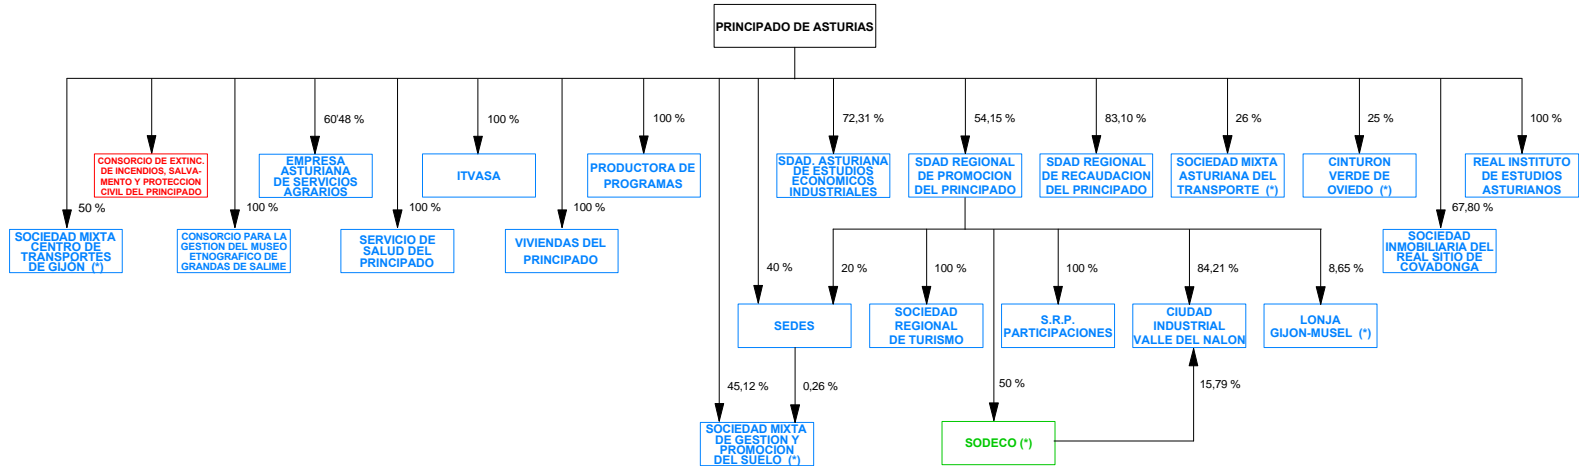 PRINCIPADO DE ASTURIAS
60'48 %
100 %
100 %
72,31 %
54,15 %
83,10 %
26 %
25 %
100 %
CONSORCIO DE EXTINC.
DE INCENDIOS, SALVA-
MENTO Y PROTECCION
CIVIL DEL PRINCIPADO
EMPRESA
ASTURIANA
DE SERVICIOS
AGRARIOS
ITVASA
PRODUCTORA DE
PROGRAMAS
SDAD. ASTURIANA
DE ESTUDIOS
ECONOMICOS
INDUSTRIALES
SDAD REGIONAL
DE PROMOCION
DEL PRINCIPADO
SDAD REGIONAL
DE RECAUDACION
DEL PRINCIPADO
SOCIEDAD MIXTA
ASTURIANA DEL
TRANSPORTE (*)
CINTURON
VERDE DE
OVIEDO (*)
REAL INSTITUTO
DE ESTUDIOS
ASTURIANOS
50 %
100 %
100 %
100 %
67,80 %
SOCIEDAD MIXTA
CENTRO DE
TRANSPORTES
DE GIJON (*)
CONSORCIO PARA LA
GESTION DEL MUSEO
ETNOGRAFICO DE
GRANDAS DE SALIME
SERVICIO DE
SALUD DEL
PRINCIPADO
VIVIENDAS DEL
PRINCIPADO
SOCIEDAD
INMOBILIARIA DEL
REAL SITIO DE
COVADONGA
40 %
20 %
100 %
100 %
84,21 %
8,65 %
SEDES
SOCIEDAD
REGIONAL
DE TURISMO
S.R.P.
PARTICIPACIONES
CIUDAD
INDUSTRIAL
VALLE DEL NALON
LONJA
GIJON-MUSEL (*)
45,12 %
0,26 %
50 %
15,79 %
SOCIEDAD MIXTA
DE GESTION Y
PROMOCION
DEL SUELO (*)
SODECO (*)